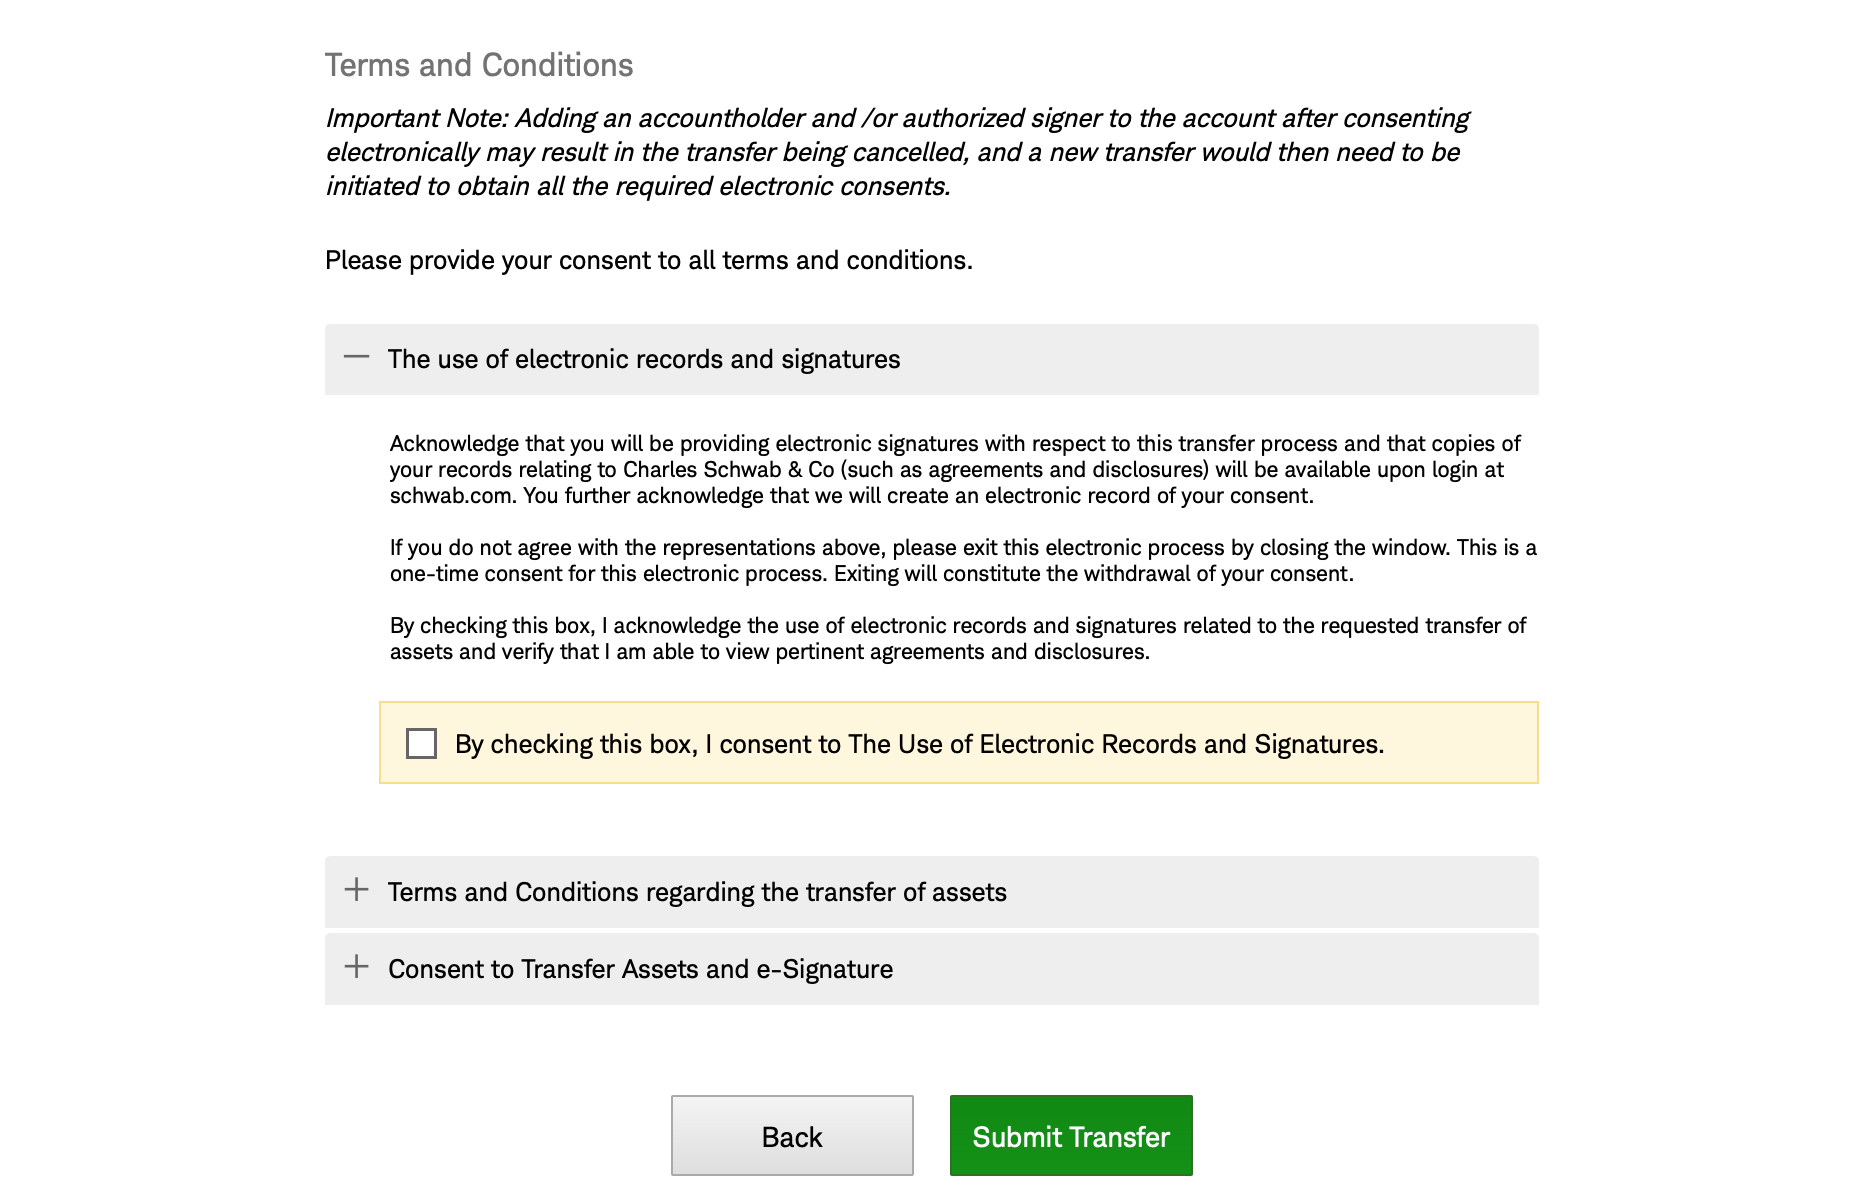 Terms and Conditions
Important Note: Adding an accountholder and /or authorized signer to the account after consenting
electronically may result in the transfer being cancelled, and a new transfer would then need to be
initiated to obtain all the required electronic consents.
Please provide your consent to all terms and conditions.
The use of electronic records and signatures
Acknowledge that you will be providing electronic signatures with respect to this transfer process and that copies of
your records relating to Charles Schwab & Co (such as agreements and disclosures) will be available upon login at
schwab.com. You further acknowledge that we will create an electronic record of your consent.
If you do not agree with the representations above, please exit this electronic process by closing the window. This is a
one-time consent for this electronic process. Exiting will constitute the withdrawal of your consent.
By checking this box, I acknowledge the use of electronic records and signatures related to the requested transfer of
assets and verify that I am able to view pertinent agreements and disclosures.
By checking this box, I consent to The Use of Electronic Records and Signatures.
Terms and Conditions regarding the transfer of assets
Consent to Transfer Assets and e-Signature
Back
Submit Transfer